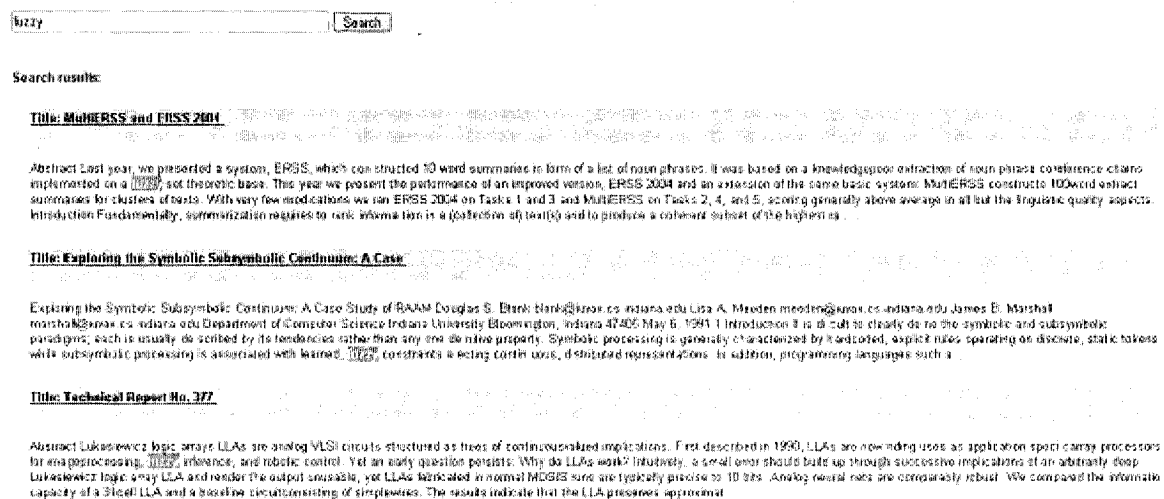 fuzzy Search
Search results:
Title: MultiERSS and ERSS 2004
Abstract Last year, we presented a system, ERSS, which constructed 10 word summaries in form of a list of noun phrases. It was based on a knowledgepoor extraction of noun phrase coreference chains
implemented on a fuzzy set theoretic base. This year we present the performance of an improved version, ERSS 2004 and an extension of the same basic system: MultiERSS constructs 100word extract
summaries for clusters of texts. With very few modications we ran ERSS 2004 on Tasks 1 and 3 and MultiERSS on Tasks 2, 4, and 5, scoring generally above average in all but the linguistic quality aspects.
Introduction Fundamentally, summarization requires to rank information in a (collection of) text(s) and to produce a coherent subset of the highest ra ...
Title: Exploring the Symbolic Subsymbolic Continuum: A Case
Exploring the Symbolic Subsymbolic Continuum: A Case Study of RAAM Douglas S. Blank blank@knox.cs.indiana.edu Lisa A. Meeden meeden@knox.cs.indiana.edu James B. Marshall
marshall@knox.cs.indiana.edu Department of Computer Science Indiana University Bloomington, Indiana 47405 May 6, 1991 1 Introduction It is di cult to clearly de ne the symbolic and subsymbolic
paradigms; each is usually described by its tendencies rather than any one de nitive property. Symbolic processing is generally characterized by hardcoded, explicit rules operating on discrete, static tokens
while subsymbolic processing is associated with learned, fuzzy constraints a ecting continuous, distributed representations. In addition, programming languages such a ...
Title: Technical Report No. 377
Abstract Lukasiewicz logic arrays LLAs are analog VLSI circuits structured as trees of continuousvalued implications. First described in 1990, LLAs are now nding uses as application speci carray processors
for imageprocessing, fuzzy inference, and robotic control. Yet an early question persists: Why do LLAs work? Intuitively, a small error should build up through successive implications of an arbitrarily deep
Lukasiewicz logic array LLA and render the output unusable, yet LLAs fabricated in normal MOSIS runs are typically precise to 10 bits. Analog neural nets are comparably robust. We compared the informatio
capacity of a 31cell LLA and a baseline circuitconsisting of simplewires. The results indicate that the LLA preserves approximat